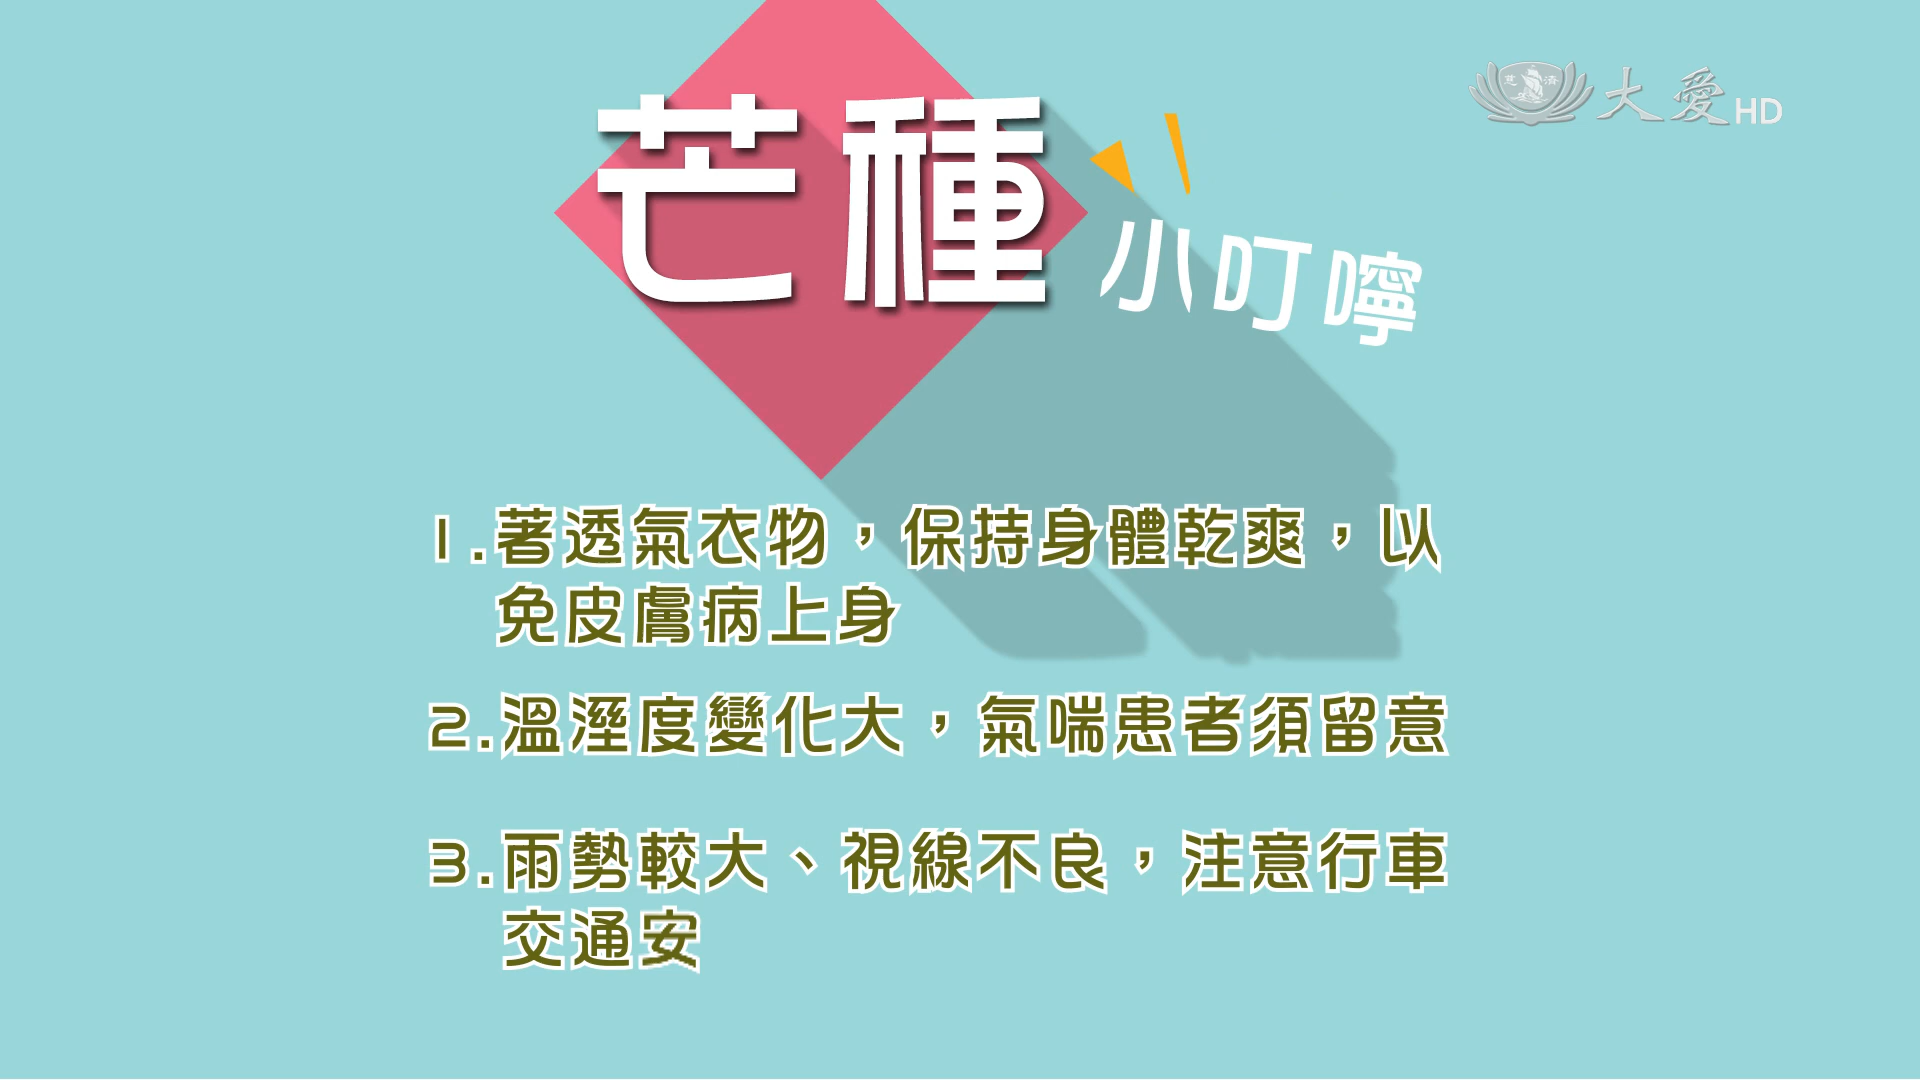 大愛HD
慈濟
芒種
小叮嚀
1.著透氣衣物，保持身體乾爽，以
免皮膚病上身
2.溫溼度變化大，氣喘患者須留意
3.雨勢較大、視線不良，注意行車
交通安